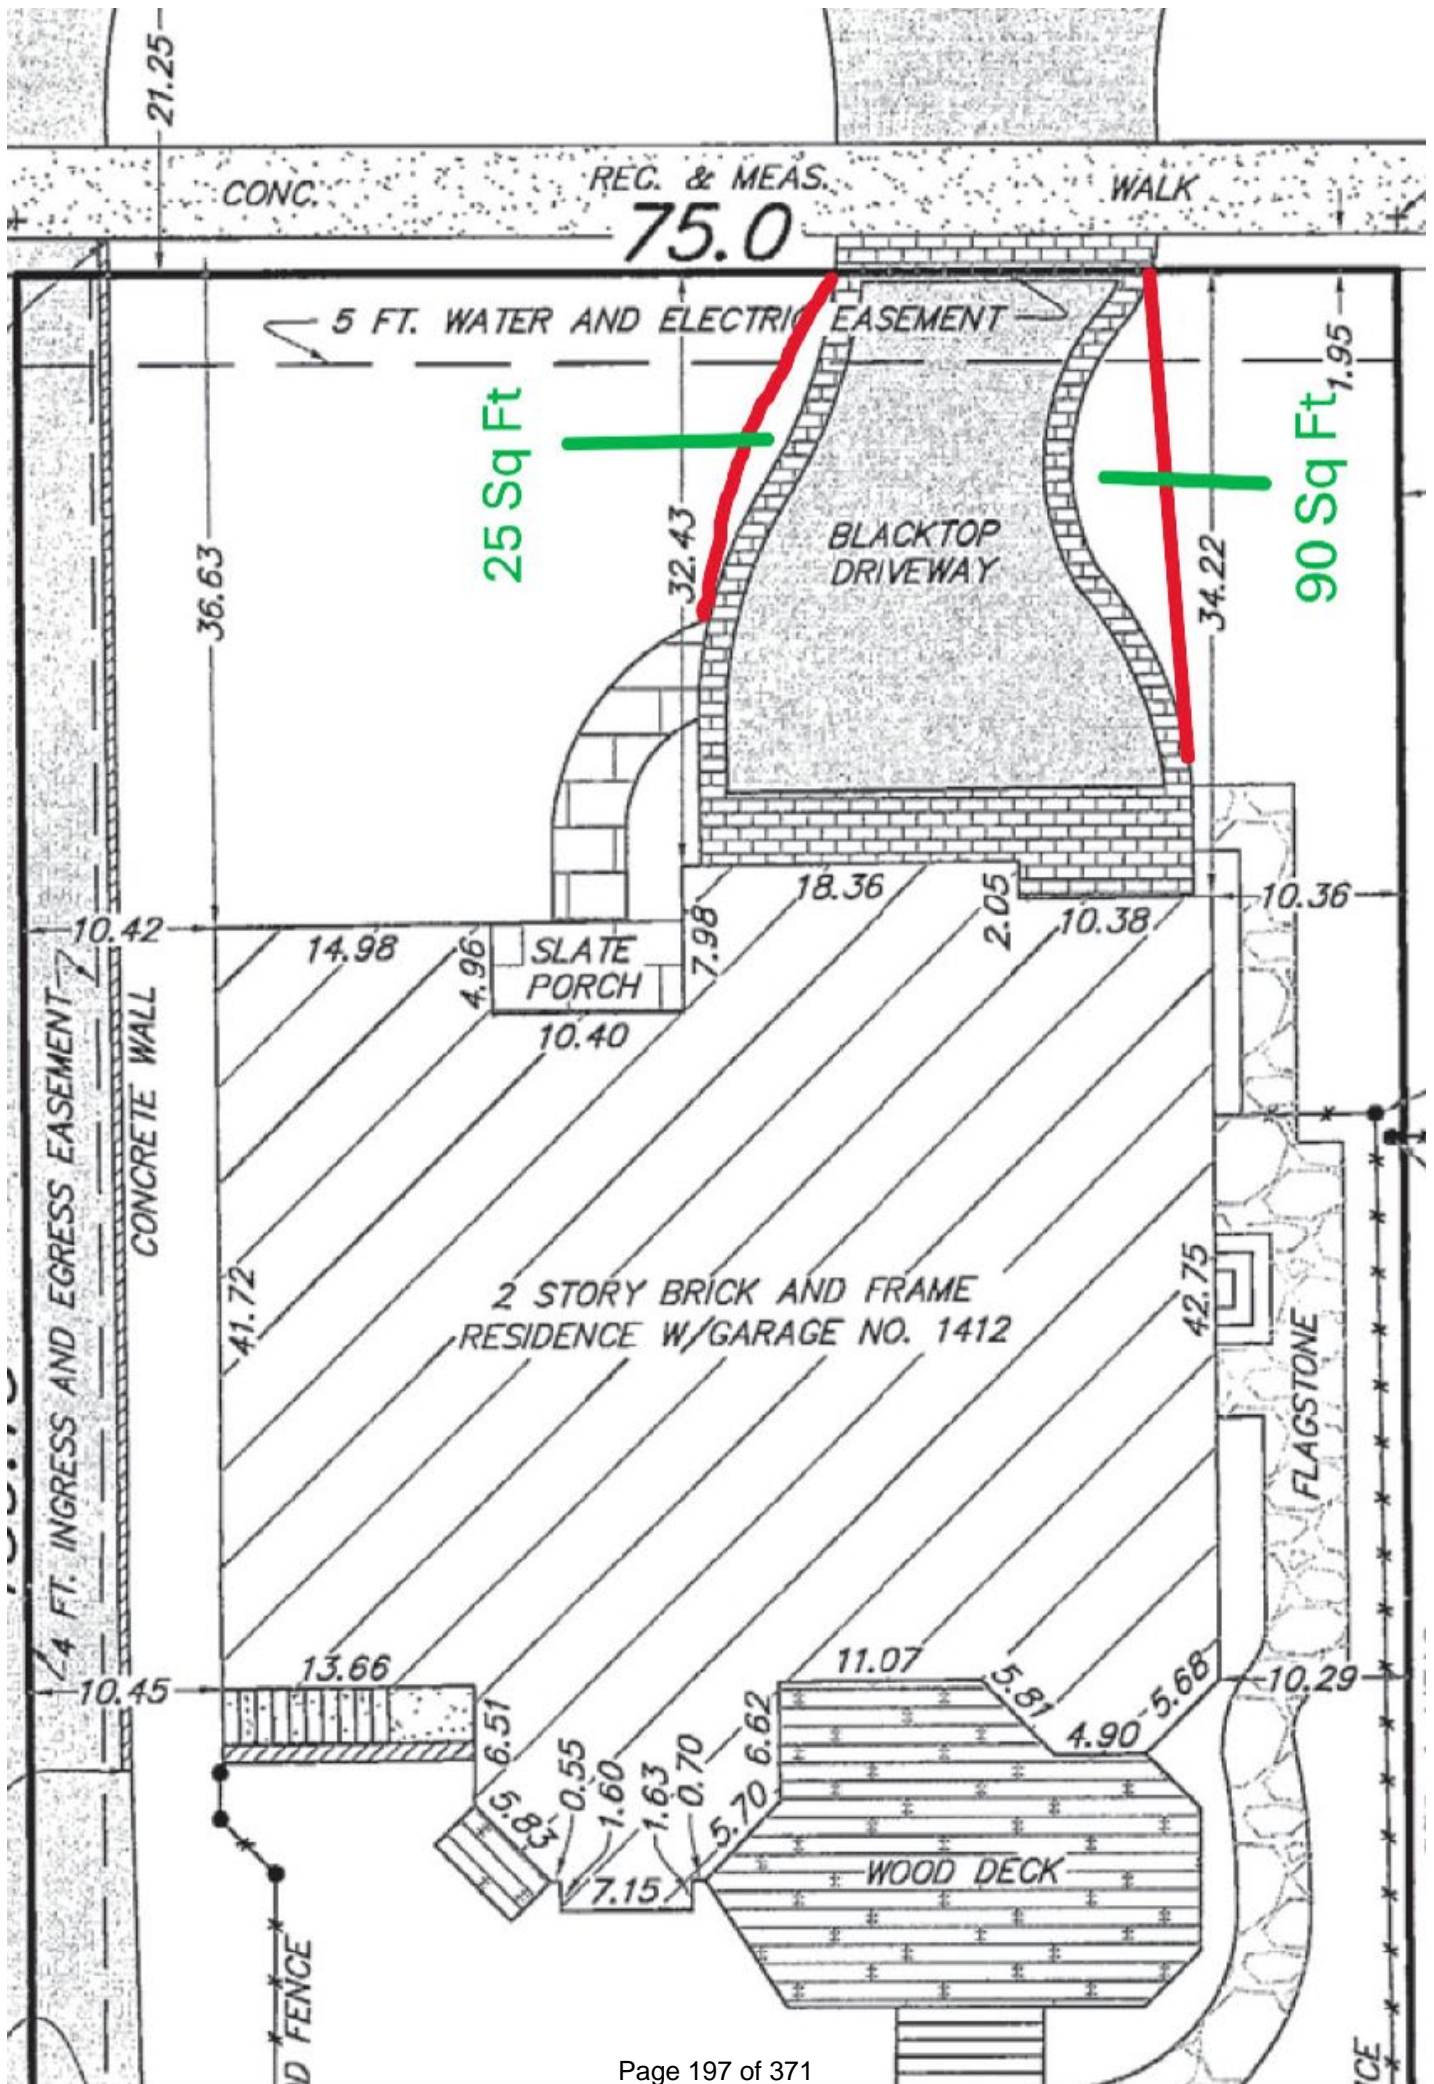 21.25
CONC.
REC. & MEAS.
WALK
75.0
5 FT. WATER AND ELECTRIC EASEMENT
1.95
25 Sq Ft
90 Sq Ft
36.63
32.43
BLACKTOP
DRIVEWAY
34.22
18.36
2.05
10.38
10.36
10.42
14.98
4.96
SLATE
PORCH
7.98
10.40
CONCRETE WALL
4 FT. INGRESS AND EGRESS EASEMENT
41.72
2 STORY BRICK AND FRAME
RESIDENCE W/GARAGE NO. 1412
42.75
FLAGSTONE
10.45
13.66
6.51
5.83
0.55
1.60
7.15
1.63
0.70
5.70
6.62
11.07
5.81
4.90
5.68
10.29
WOOD DECK
FENCE
Page 197 of 371